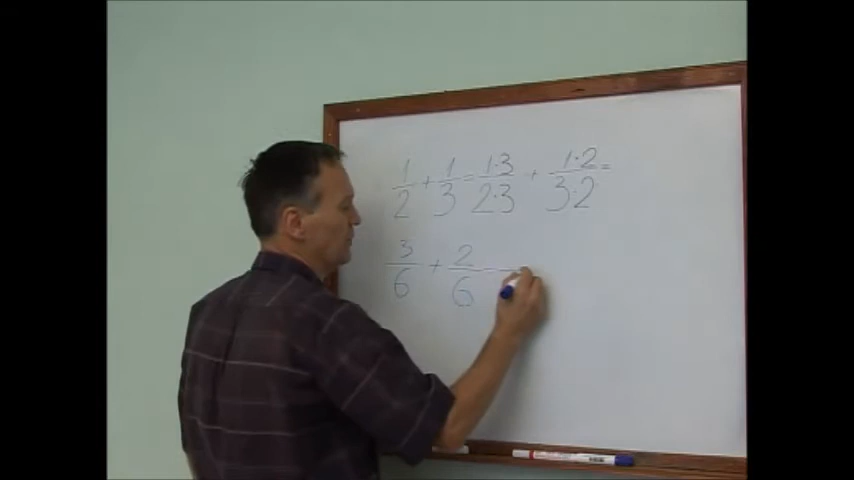 1/2 + 1/3 = 1·3/2·3 + 1·2/3·2 =
3/6 + 2/6